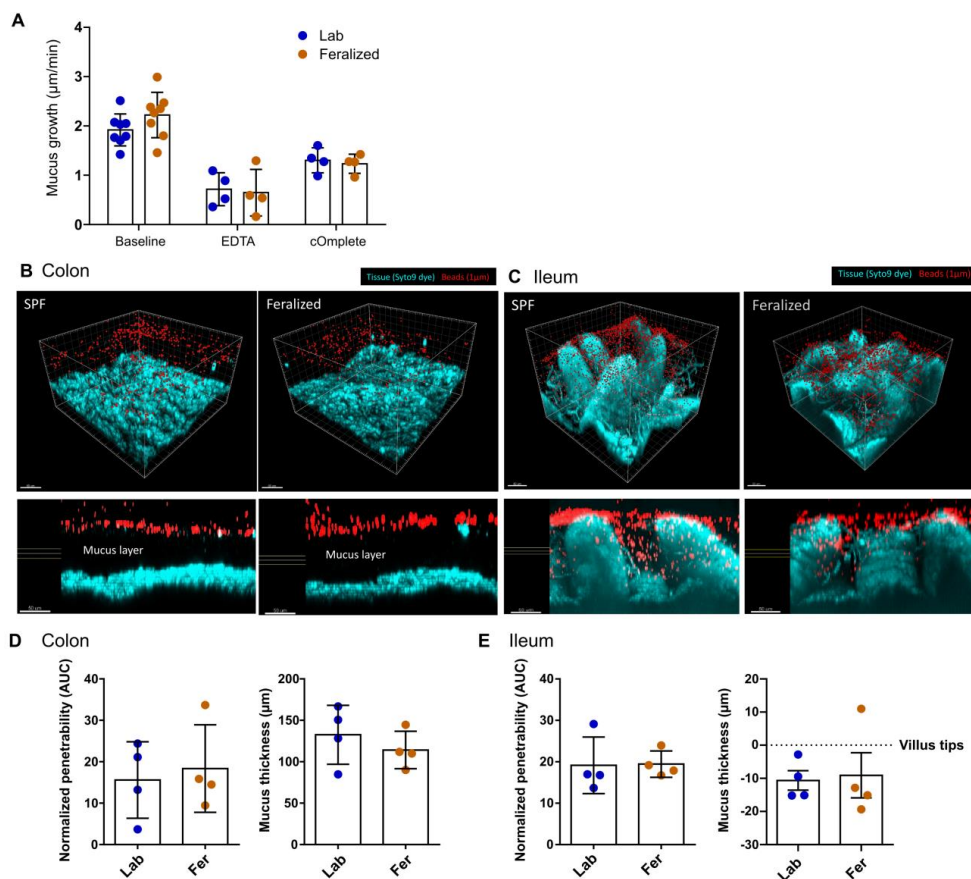 A
Mucus growth (µm/min)
4
3
2
1
0
Lab
Feralized
Baseline
EDTA
cOmplete
B Colon
Tissue (Syto9 dye) Beads (1µm)
SPF
Feralized
Mucus layer
Mucus layer
C Ileum
Tissue (Syto9 dye) Beads (1µm)
SPF
Feralized
D Colon
Normalized penetrability (AUC)
40
30
20
10
0
Lab
Fer
Mucus thickness (µm)
200
150
100
50
0
Lab
Fer
E Ileum
Normalized penetrability (AUC)
40
30
20
10
0
Lab
Fer
Mucus thickness (µm)
20
10
0
-10
-20
-30
Villus tips
Lab
Fer